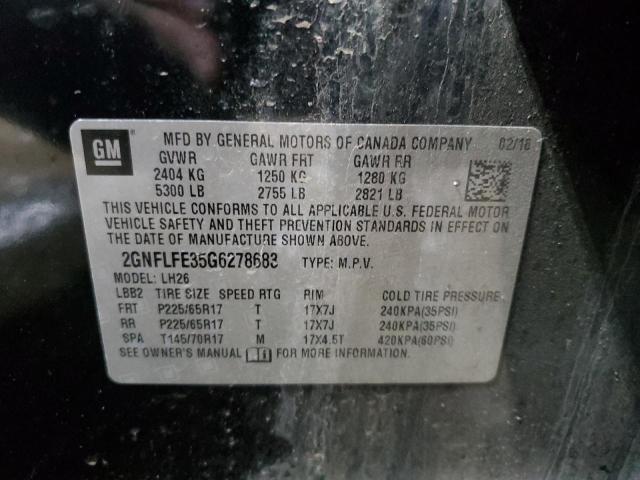 GM
MFD BY GENERAL MOTORS OF CANADA COMPANY 02/16
GVWR GAWR FRT GAWR RR
2404 KG 1250 KG 1280 KG
5300 LB 2755 LB 2821 LB
THIS VEHICLE CONFORMS TO ALL APPLICABLE U.S. FEDERAL MOTOR
VEHICLE SAFETY AND THEFT PREVENTION STANDARDS IN EFFECT ON
THE DATE OF MANUFACTURE SHOWN ABOVE.
2GNFLFE35G6278683 TYPE: M.P.V.
MODEL: LH26
LBB2 TIRE SIZE SPEED RTG RIM COLD TIRE PRESSURE
FRT P225/65R17 T 17X7J 240KPA(35PSI)
RR P225/65R17 T 17X7J 240KPA(35PSI)
SPA T145/70R17 M 17X4.5T 420KPA(60PSI)
SEE OWNER'S MANUAL FOR MORE INFORMATION.